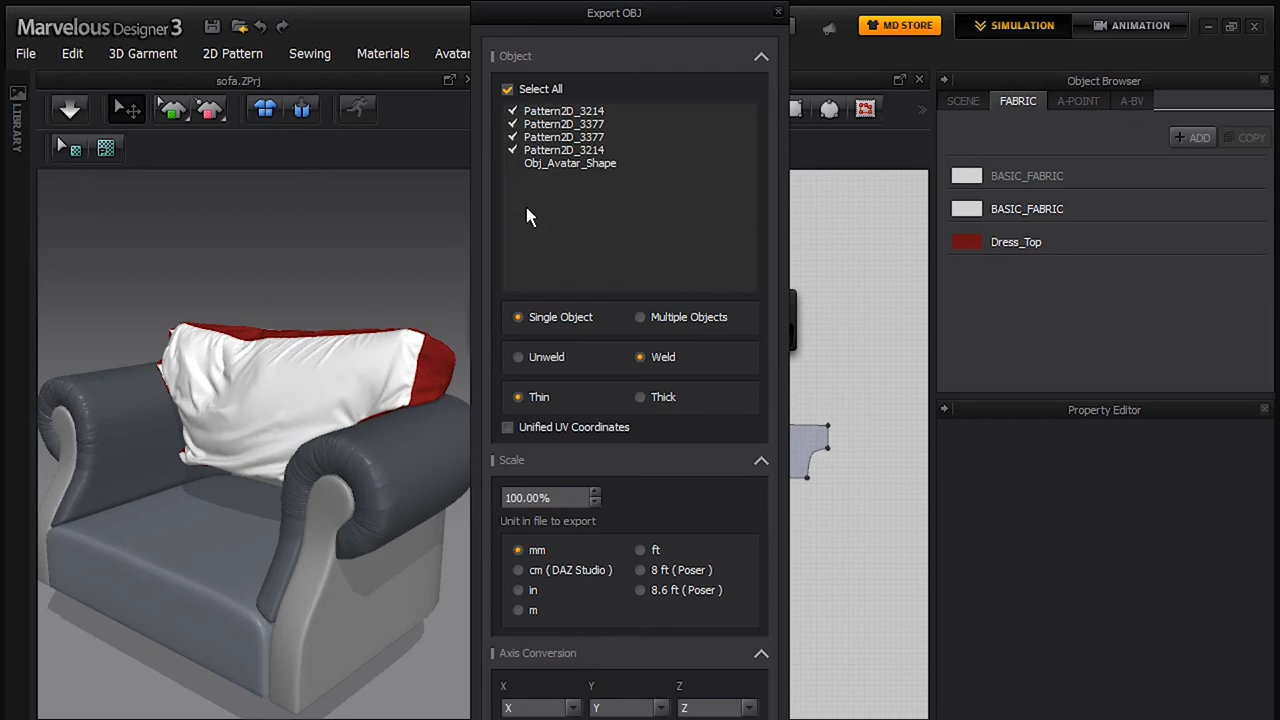 Marvelous Designer 3
File Edit 3D Garment 2D Pattern Sewing Materials Avatar
MD STORE
SIMULATION
ANIMATION
LIBRARY
sofa.ZPrj
Export OBJ
Object
Select All
Pattern2D_3214
Pattern2D_3377
Pattern2D_3377
Pattern2D_3214
Obj_Avatar_Shape
Single Object Multiple Objects
Unweld Weld
Thin Thick
Unified UV Coordinates
Scale
100.00%
Unit in file to export
mm ft
cm ( DAZ Studio ) 8 ft ( Poser )
in 8.6 ft ( Poser )
m
Axis Conversion
X Y Z
X Y Z
Object Browser
SCENE FABRIC A-POINT A-BV
+ ADD COPY
BASIC_FABRIC
BASIC_FABRIC
Dress_Top
Property Editor